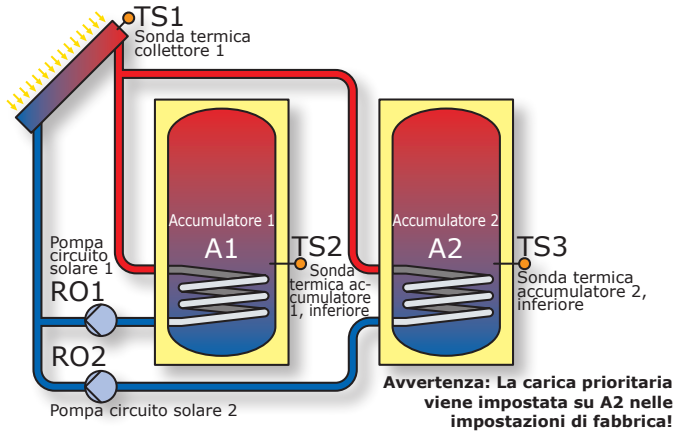 TS1
Sonda termica
collettore 1
Accumulatore 1
A1
TS2
Sonda
termica ac-
cumulatore
1, inferiore
Accumulatore 2
A2
TS3
Sonda termica
accumulatore 2,
inferiore
Pompa
circuito
solare 1
RO1
RO2
Pompa circuito solare 2
Avvertenza: La carica prioritaria
viene impostata su A2 nelle
impostazioni di fabbrica!